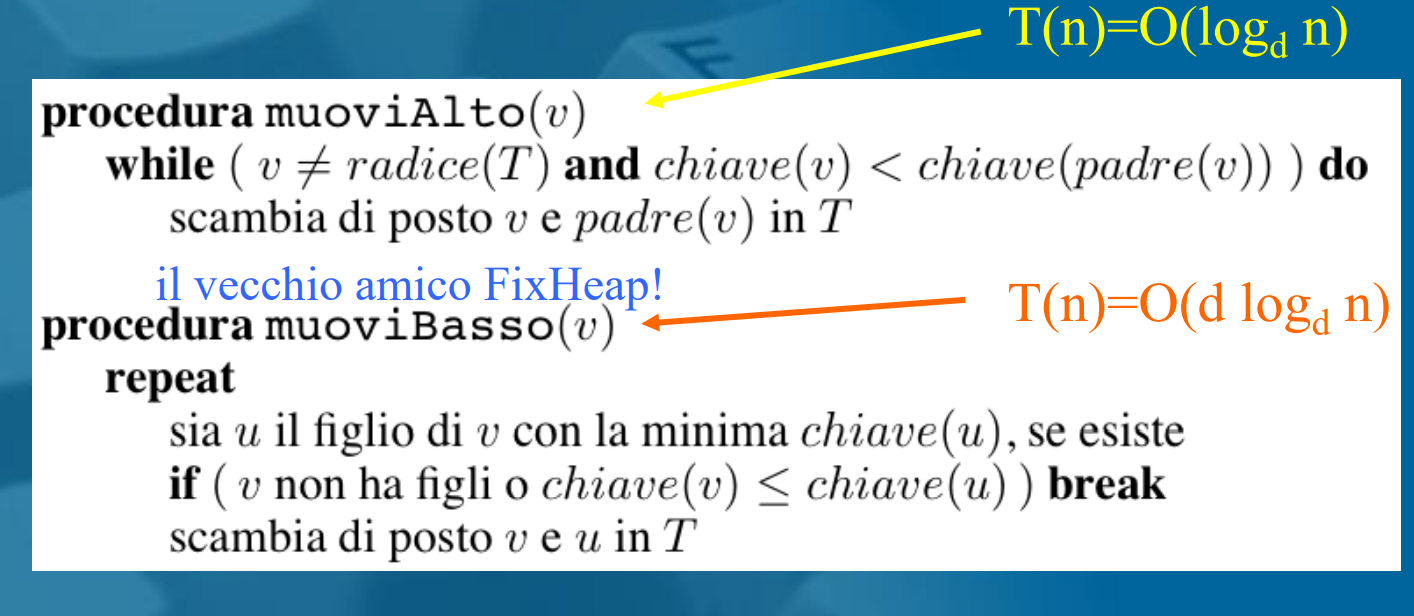 T(n)=O(log_d n)
procedura muoviAlto(v)
while ( v ≠ radice(T) and chiave(v) < chiave(padre(v)) ) do
scambia di posto v e padre(v) in T
il vecchio amico FixHeap!
procedura muoviBasso(v)
T(n)=O(d log_d n)
repeat
sia u il figlio di v con la minima chiave(u), se esiste
if ( v non ha figli o chiave(v) ≤ chiave(u) ) break
scambia di posto v e u in T